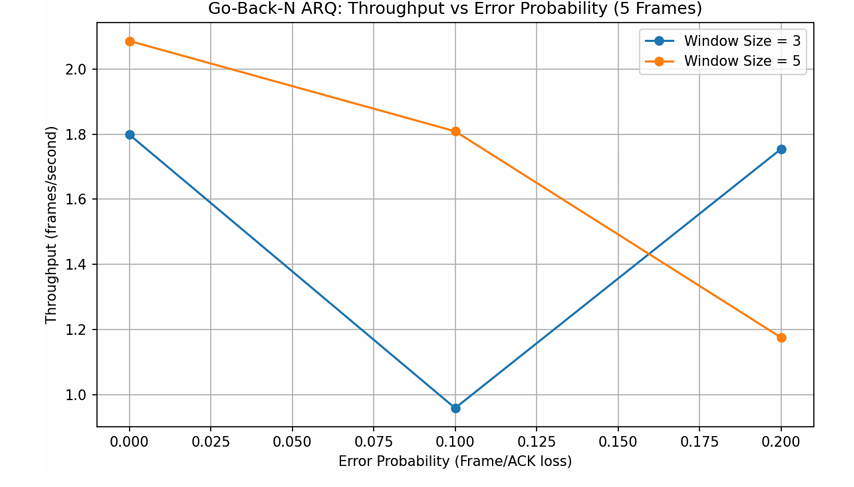 Go-Back-N ARQ: Throughput vs Error Probability (5 Frames)
Window Size = 3
Window Size = 5
Throughput (frames/second)
2.0
1.8
1.6
1.4
1.2
1.0
0.000 0.025 0.050 0.075 0.100 0.125 0.150 0.175 0.200
Error Probability (Frame/ACK loss)